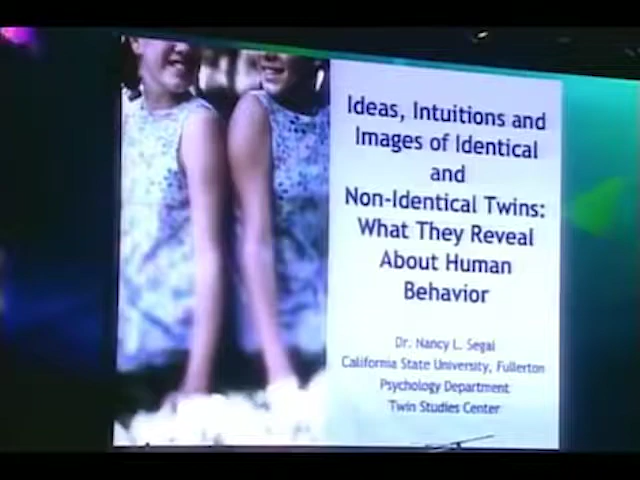 Ideas, Intuitions and
Images of Identical
and
Non-Identical Twins:
What They Reveal
About Human
Behavior
Dr. Nancy L. Segal
California State University, Fullerton
Psychology Department
Twin Studies Center